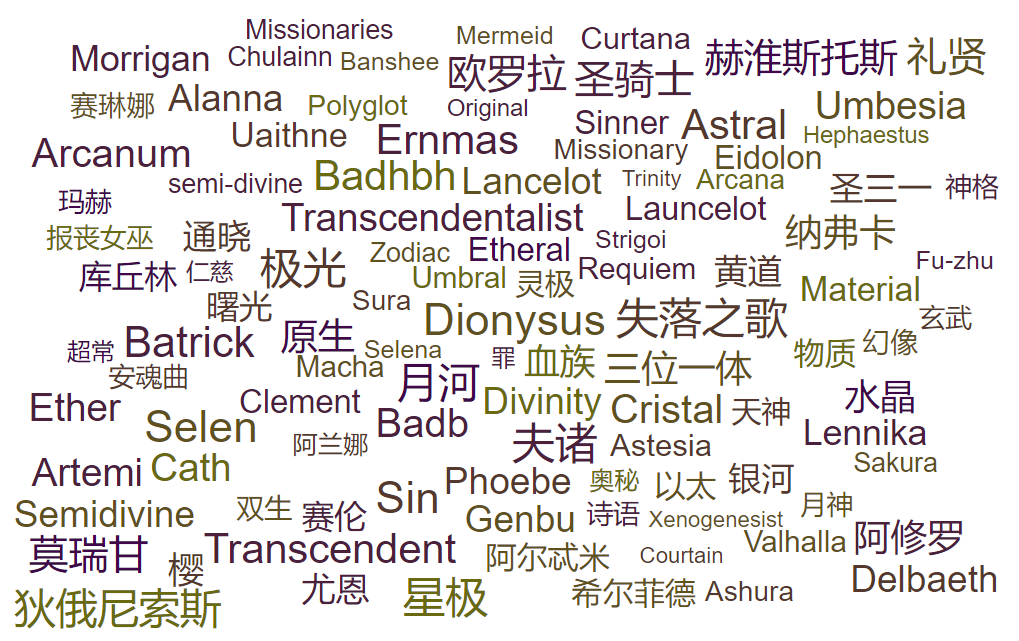 Missionaries Mermeid Curtana
Morrigan Chulainn Banshee 欧罗拉 圣骑士 赫淮斯托斯 礼贤
赛琳娜 Alanna Polyglot Original Umbesia
Uaithne Ernmas Sinner Astral Hephaestus
Arcanum Missionary Eidolon
semi-divine Badhbh Lancelot Trinity Arcana 圣三一 神格
玛赫 Transcendentalist Launcelot
报丧女巫 通晓 Zodiac Etheral Strigoi 纳弗卡
库丘林 仁慈 极光 Umbral 灵极 Requiem 黄道 Fu-zhu
曙光 Sura Material
超常 Batrick 原生 Dionysus 失落之歌 玄武
Macha Selena 罪 血族 三位一体 物质 幻像
安魂曲 月河
Ether Clement Divinity Cristal 天神 水晶
Selen 阿兰娜 Badb 夫诸 Astesia Lennika
Artemi Cath Phoebe 奥秘 以太 银河 Sakura
Semidivine 双生 赛伦 Sin Genbu 诗语 Xenogenesist 月神
莫瑞甘 樱 Transcendent 阿尔忒米 Courtain Valhalla 阿修罗
狄俄尼索斯 尤恩 星极 希尔菲德 Ashura Delbaeth